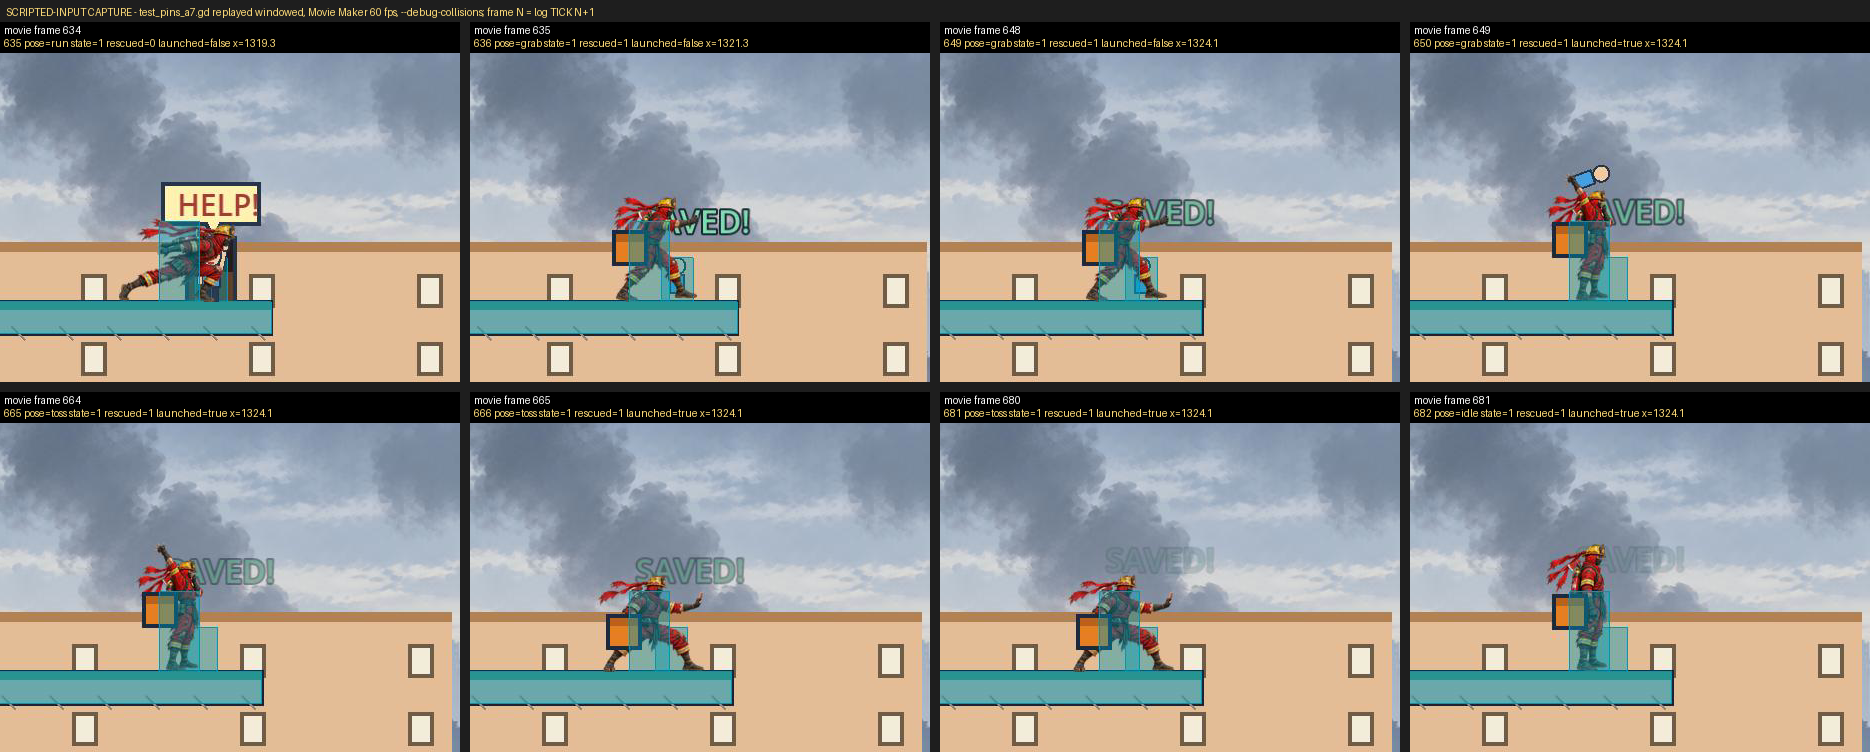 SCRIPTED-INPUT CAPTURE - test_pins_a7.gd replayed windowed, Movie Maker 60 fps, --debug-collisions; frame N = log TICK N+1
movie frame 634
635 pose=run state=1 rescued=0 launched=false x=1319.3
HELP!
movie frame 635
636 pose=grab state=1 rescued=1 launched=false x=1321.3
AVED!
movie frame 648
649 pose=grab state=1 rescued=1 launched=false x=1324.1
VED!
movie frame 649
650 pose=grab state=1 rescued=1 launched=true x=1324.1
AVED!
movie frame 664
665 pose=toss state=1 rescued=1 launched=true x=1324.1
AVED!
movie frame 665
666 pose=toss state=1 rescued=1 launched=true x=1324.1
SAVED!
movie frame 680
681 pose=toss state=1 rescued=1 launched=true x=1324.1
SAVED!
movie frame 681
682 pose=idle state=1 rescued=1 launched=true x=1324.1
AVED!